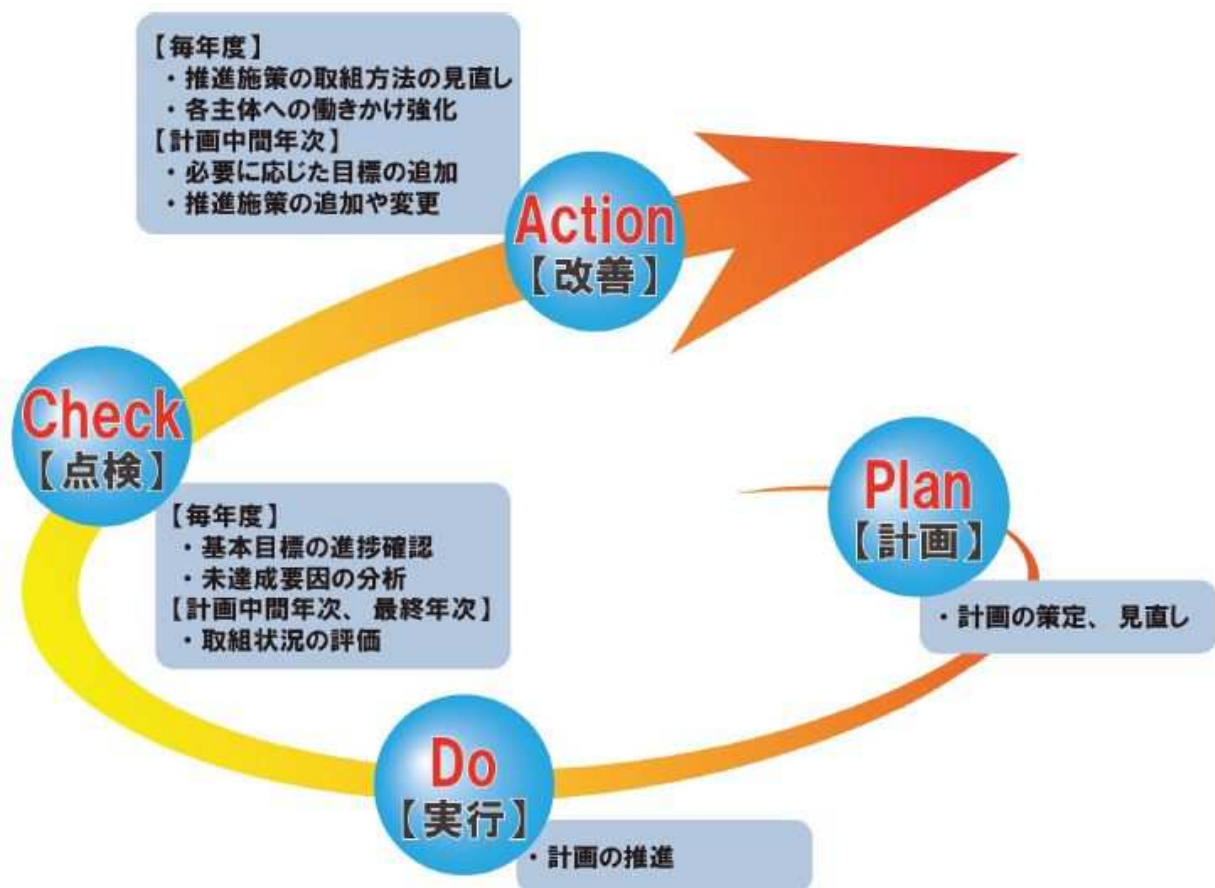 【毎年度】
・推進施策の取組方法の見直し
・各主体への働きかけ強化
【計画中間年次】
・必要に応じた目標の追加
・推進施策の追加や変更
Action
【改善】
Check
【点検】
【毎年度】
・基本目標の進捗確認
・未達成要因の分析
【計画中間年次、最終年次】
・取組状況の評価
Plan
【計画】
・計画の策定、見直し
Do
【実行】
・計画の推進